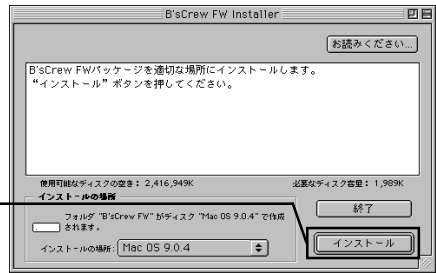 B'sCrew FW Installer
お読みください...
B'sCrew FWパッケージを適切な場所にインストールします。
“インストール”ボタンを押してください。
使用可能なディスクの空き： 2,416,949K
必要なディスク容量： 1,989K
インストールの場所
フォルダ "B'sCrew FW" がディスク "Mac OS 9.0.4" で作成
されます。
終了
インストールの場所： Mac OS 9.0.4
インストール